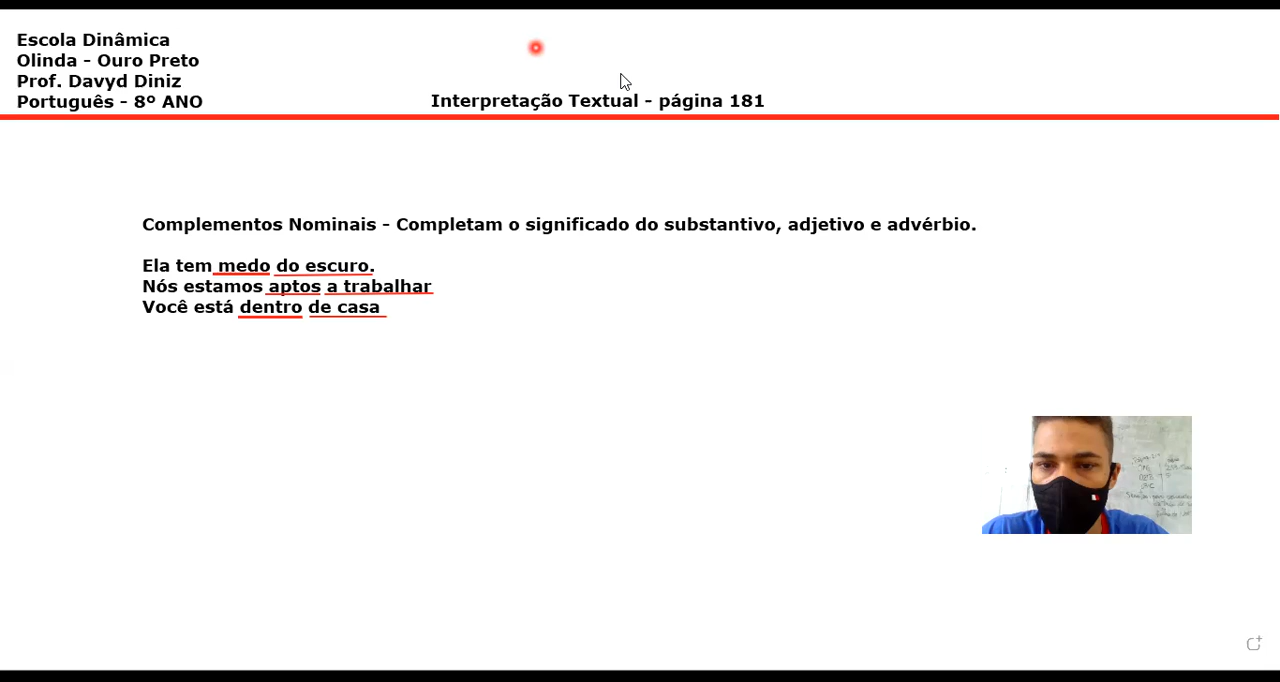 Escola Dinâmica
Olinda - Ouro Preto
Prof. Davyd Diniz
Português - 8º ANO
Interpretação Textual - página 181
Complementos Nominais - Completam o significado do substantivo, adjetivo e advérbio.
Ela tem medo do escuro.
Nós estamos aptos a trabalhar
Você está dentro de casa